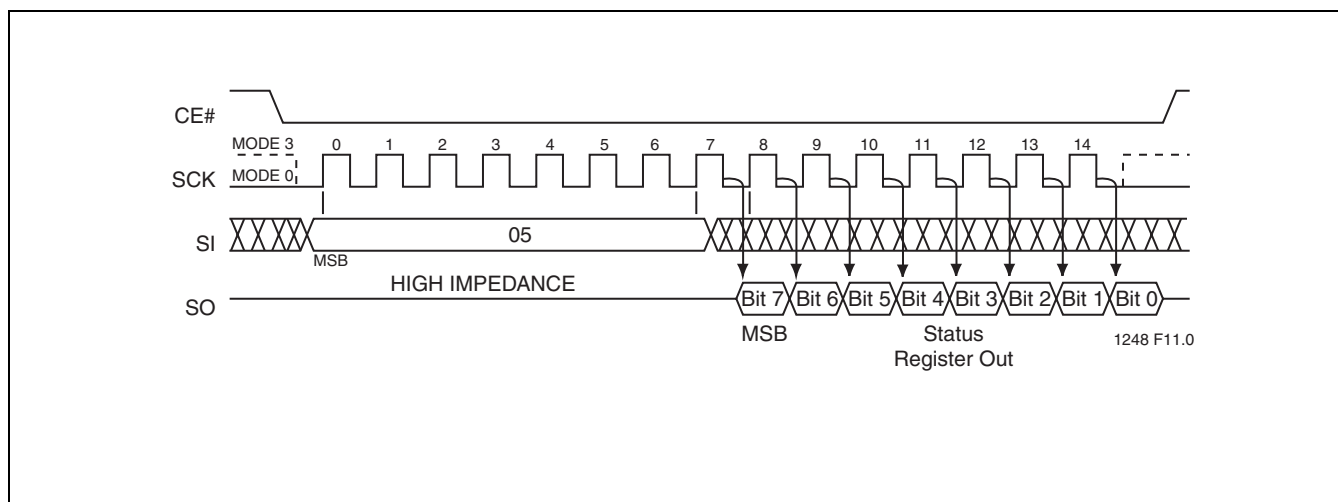 CE#
MODE 3 0 1 2 3 4 5 6 7 8 9 10 11 12 13 14
SCK MODE 0
SI 05
MSB
HIGH IMPEDANCE
SO Bit 7 Bit 6 Bit 5 Bit 4 Bit 3 Bit 2 Bit 1 Bit 0
MSB Status
Register Out
1248 F11.0